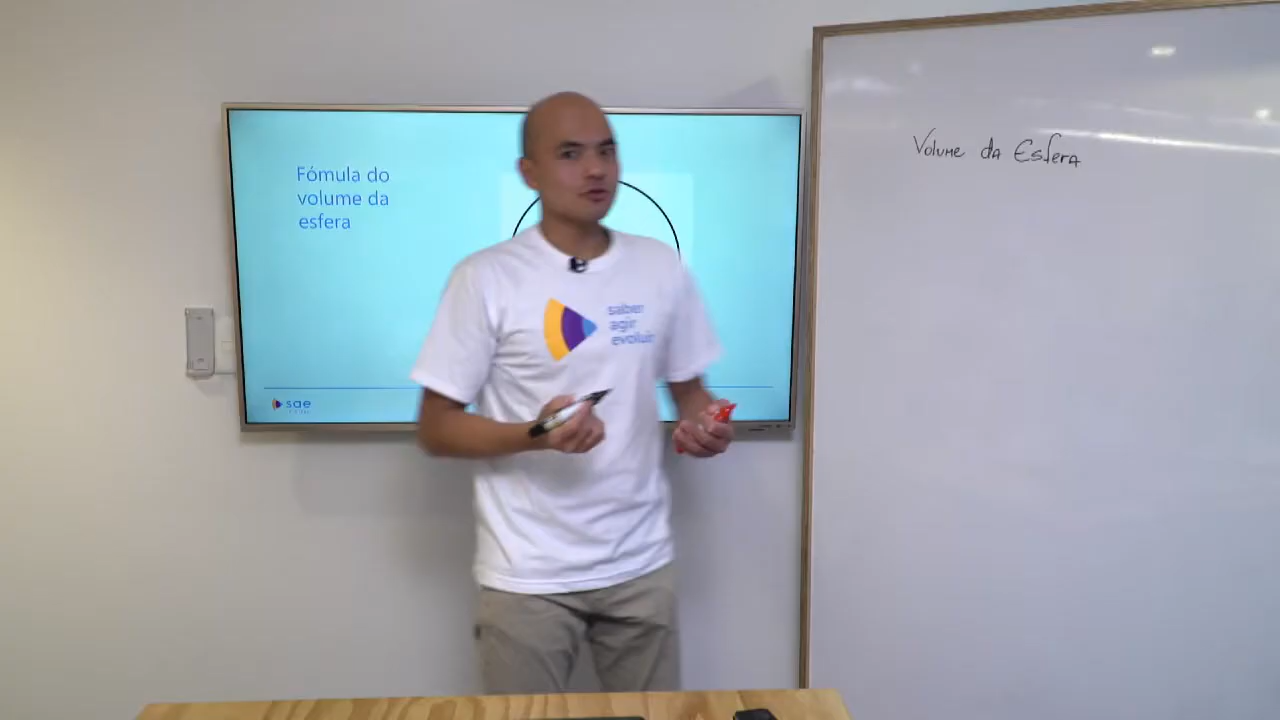 Fómula do
volume da
esfera
sae
saber
agir
evoluir
Volume da Esfera